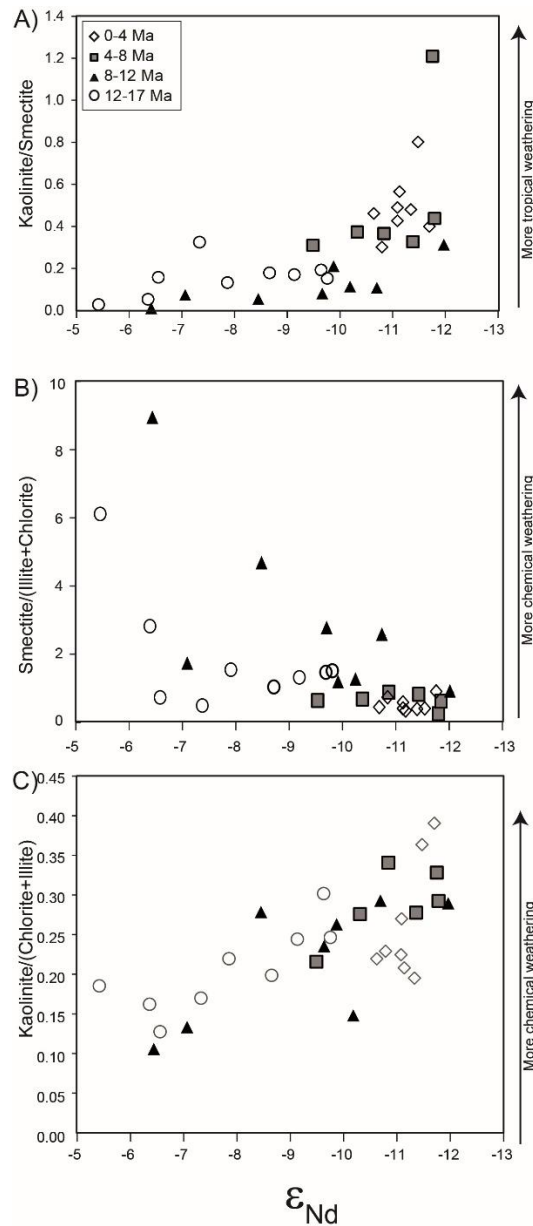 A)
1.4
1.2
1.0
0.8
0.6
0.4
0.2
0.0
Kaolinite/Smectite
0-4 Ma
4-8 Ma
8-12 Ma
12-17 Ma
More tropical weathering
-5 -6 -7 -8 -9 -10 -11 -12 -13
B)
10
8
6
4
2
0
Smectite/(Illite+Chlorite)
More chemical weathering
-5 -6 -7 -8 -9 -10 -11 -12 -13
C)
0.45
0.40
0.35
0.30
0.25
0.20
0.15
0.10
0.05
0.00
Kaolinite/(Chlorite+Illite)
More chemical weathering
-5 -6 -7 -8 -9 -10 -11 -12 -13
εNd